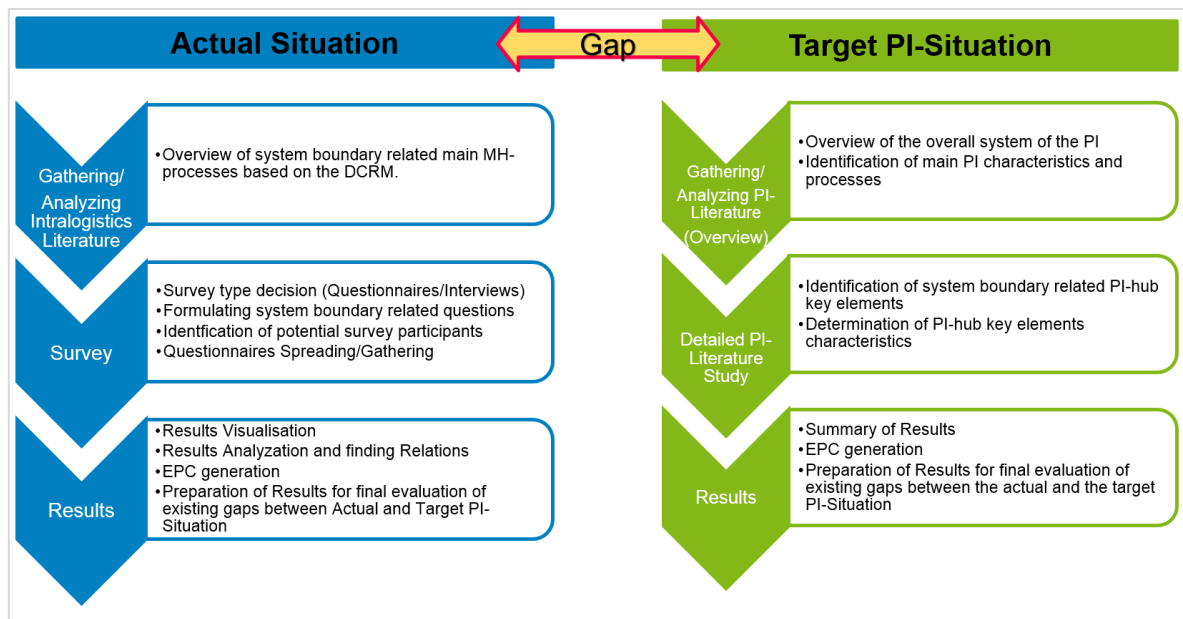 Actual Situation
Gap
Target PI-Situation
Gathering/
Analyzing
Intralogistics
Literature
•Overview of system boundary related main MH-
processes based on the DCRM.
Survey
•Survey type decision (Questionnaires/Interviews)
•Formulating system boundary related questions
•Identfication of potential survey participants
•Questionnaires Spreading/Gathering
Results
•Results Visualisation
•Results Analyzation and finding Relations
•EPC generation
•Preparation of Results for final evaluation of
existing gaps between Actual and Target PI-
Situation
Gathering/
Analyzing PI-
Literature
(Overview)
•Overview of the overall system of the PI
•Identification of main PI characteristics and
processes
Detailed PI-
Literature
Study
•Identification of system boundary related PI-hub
key elements
•Determination of PI-hub key elements
characteristics
Results
•Summary of Results
•EPC generation
•Preparation of Results for final evaluation of
existing gaps between the actual and the target
PI-Situation